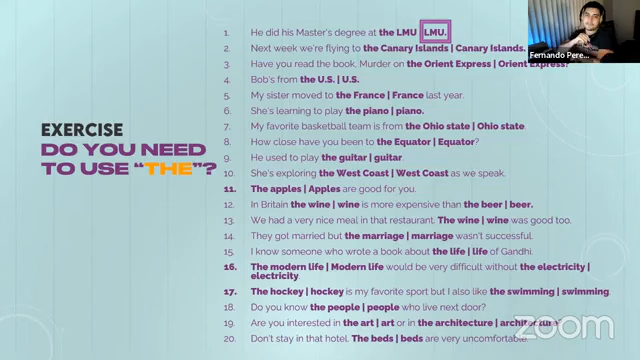 EXERCISE
DO YOU NEED
TO USE “THE”?
1. He did his Master's degree at the LMU LMU.
2. Next week we're flying to the Canary Islands | Canary Islands.
3. Have you read the book, Murder on the Orient Express | Orient Express?
4. Bob's from the U.S. | U.S.
5. My sister moved to the France | France last year.
6. She's learning to play the piano | piano.
7. My favorite basketball team is from the Ohio state | Ohio state.
8. How close have you been to the Equator | Equator?
9. He used to play the guitar | guitar.
10. She's exploring the West Coast | West Coast as we speak.
11. The apples | Apples are good for you.
12. In Britain the wine | wine is more expensive than the beer | beer.
13. We had a very nice meal in that restaurant. The wine | wine was good too.
14. They got married but the marriage | marriage wasn't successful.
15. I know someone who wrote a book about the life | life of Gandhi.
16. The modern life | Modern life would be very difficult without the electricity |
electricity.
17. The hockey | hockey is my favorite sport but I also like the swimming | swimming.
18. Do you know the people | people who live next door?
19. Are you interested in the art | art or in the architecture | architecture
20. Don't stay in that hotel. The beds | beds are very uncomfortable.
Fernando Pere...
zoom